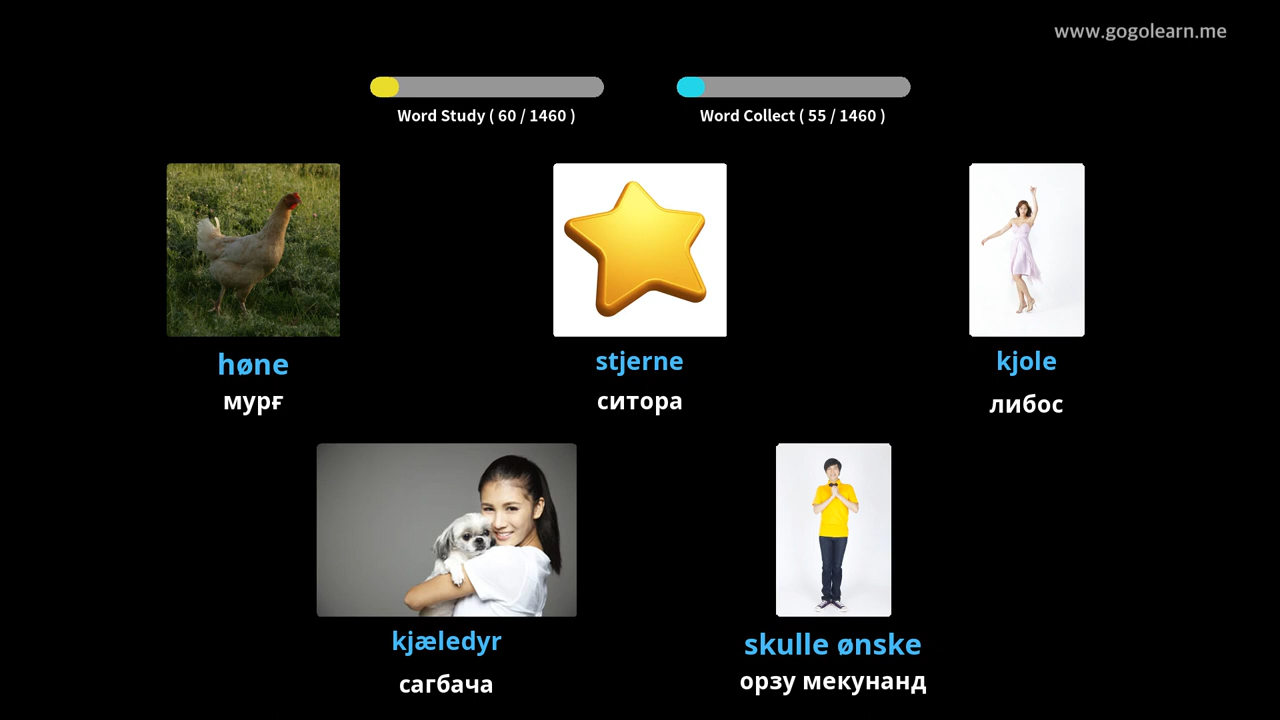 www.gogolearn.me
Word Study ( 60 / 1460 )
Word Collect ( 55 / 1460 )
høne
мурғ
stjerne
ситора
kjole
либос
kjæledyr
сагбача
skulle ønske
орзу мекунанд